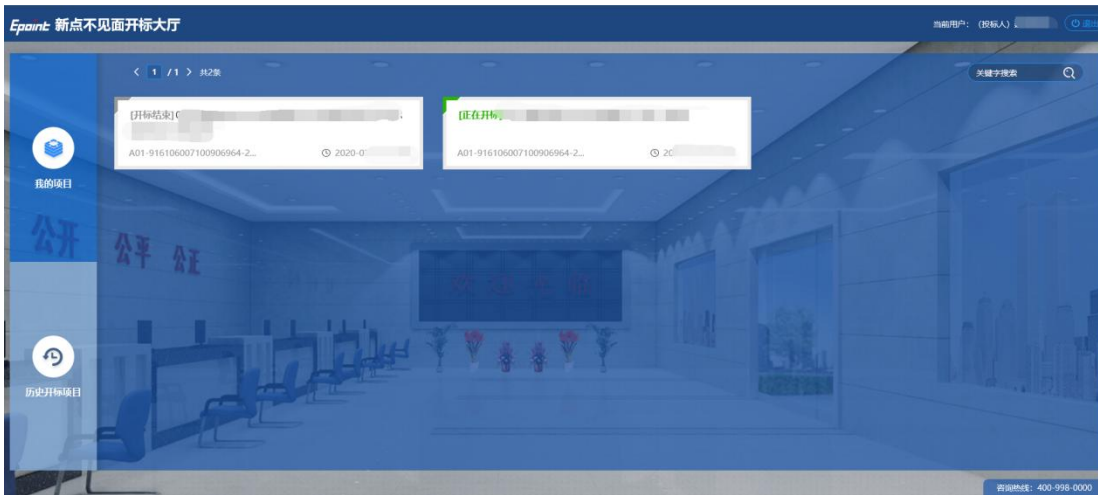 Epoint 新点不见面开标大厅
当前用户： (投标人)
< 1 / 1 > 共2条
关键字搜索
[开标结束]
[正在开标]
A01-916106007100906964-2...
2020-0
A01-916106007100906964-2...
20
我的项目
公开
公平 公正
历史开标项目
咨询热线：400-998-0000